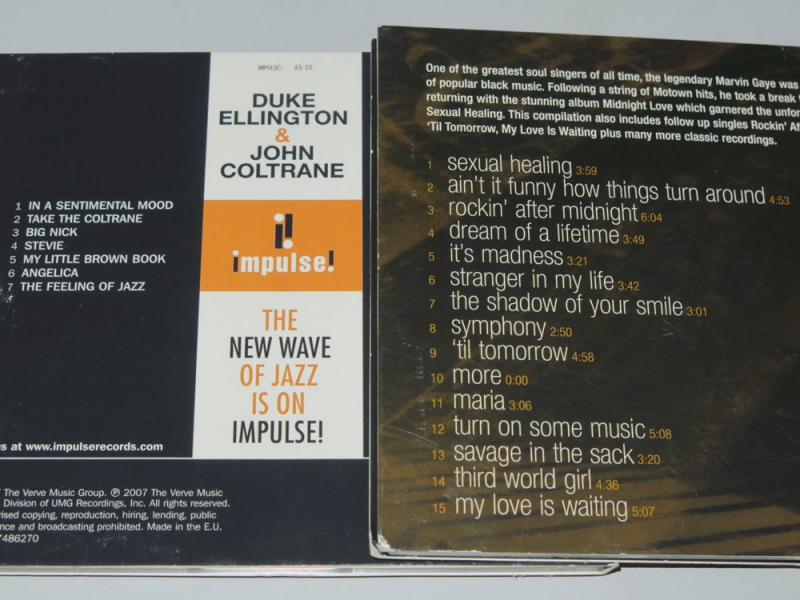 IMPULSE! AS-30
DUKE
ELLINGTON
&
JOHN
COLTRANE
1 IN A SENTIMENTAL MOOD
2 TAKE THE COLTRANE
3 BIG NICK
4 STEVIE
5 MY LITTLE BROWN BOOK
6 ANGELICA
7 THE FEELING OF JAZZ
impulse!
THE
NEW WAVE
OF JAZZ
IS ON
IMPULSE!
us at www.impulserecords.com
The Verve Music Group. ℗ 2007 The Verve Music
Division of UMG Recordings, Inc. All rights reserved.
rised copying, reproduction, hiring, lending, public
nce and broadcasting prohibited. Made in the E.U.
7486270
One of the greatest soul singers of all time, the legendary Marvin Gaye was
of popular black music. Following a string of Motown hits, he took a break
returning with the stunning album Midnight Love which garnered the unfor
Sexual Healing. This compilation also includes follow up singles Rockin' Af
'Til Tomorrow, My Love Is Waiting plus many more classic recordings.
1 sexual healing 3:59
2 ain't it funny how things turn around 4:53
3 rockin' after midnight 6:04
4 dream of a lifetime 3:49
5 it's madness 3:21
6 stranger in my life 3:42
7 the shadow of your smile 3:01
8 symphony 2:50
9 'til tomorrow 4:58
10 more 0:00
11 maria 3:06
12 turn on some music 5:08
13 savage in the sack 3:20
14 third world girl 4:36
15 my love is waiting 5:07